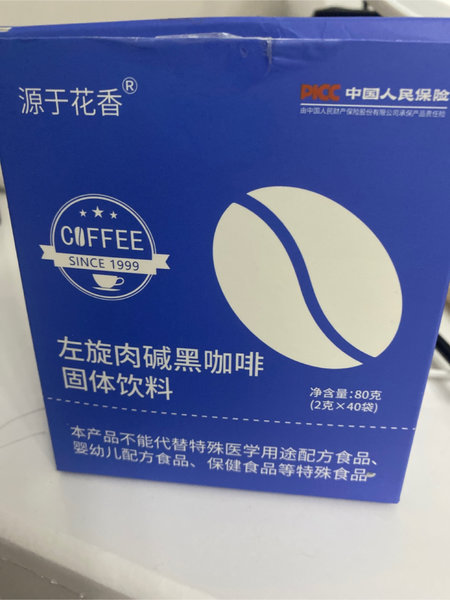 源于花香®
PICC 中国人民保险
由中国人民财产保险股份有限公司承保产品责任险
COFFEE
SINCE 1999
左旋肉碱黑咖啡
固体饮料
净含量:80克
(2克×40袋)
本产品不能代替特殊医学用途配方食品、
婴幼儿配方食品、保健食品等特殊食品